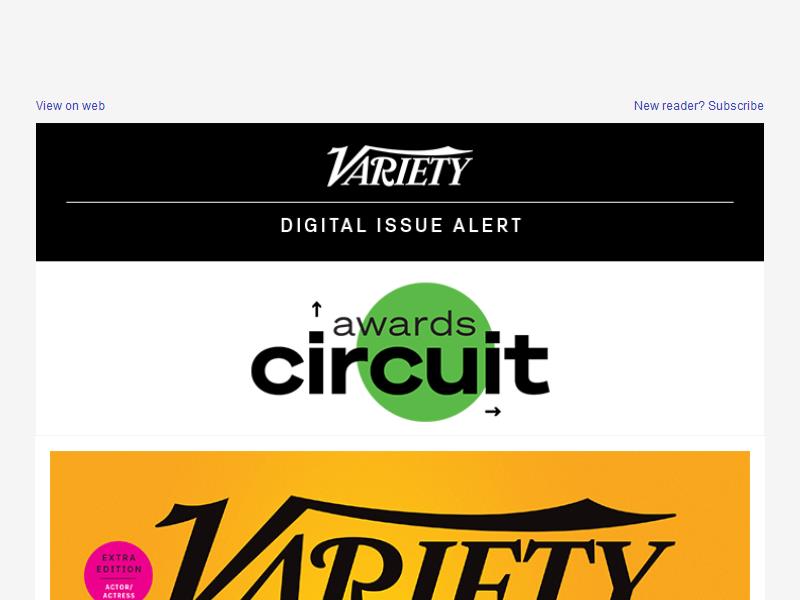 View on web
New reader? Subscribe
VARIETY
DIGITAL ISSUE ALERT
awards
circuit
VARIETY
EXTRA
EDITION
ACTOR/
ACTRESS